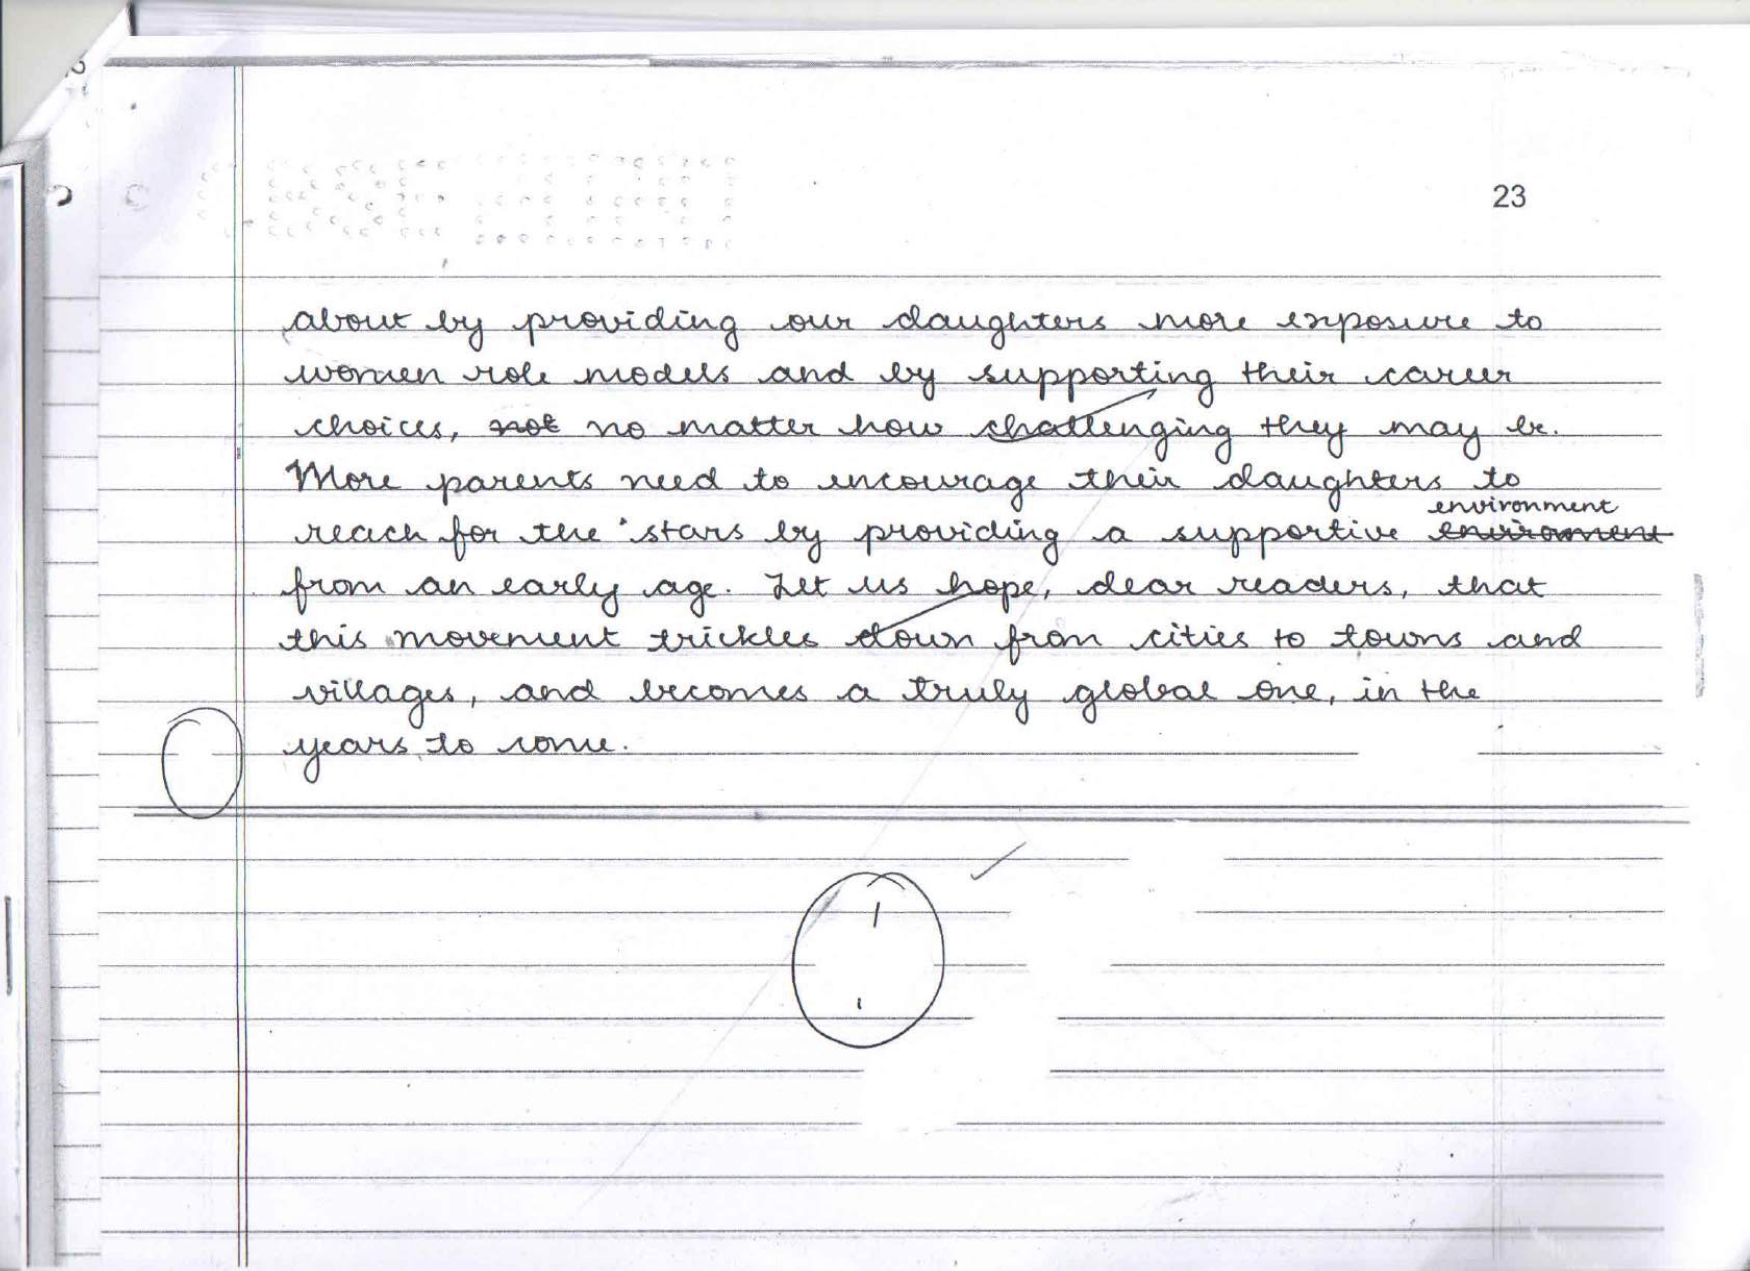 23
about by providing our daughters more exposure to
women role models and by supporting their career
choices, not no matter how challenging they may be.
More parents need to encourage their daughters to
environment
reach for the stars by providing a supportive enviroment
from an early age. Let us hope, dear readers, that
this movement trickles down from cities to towns and
villages, and becomes a truly global one, in the
years to come.